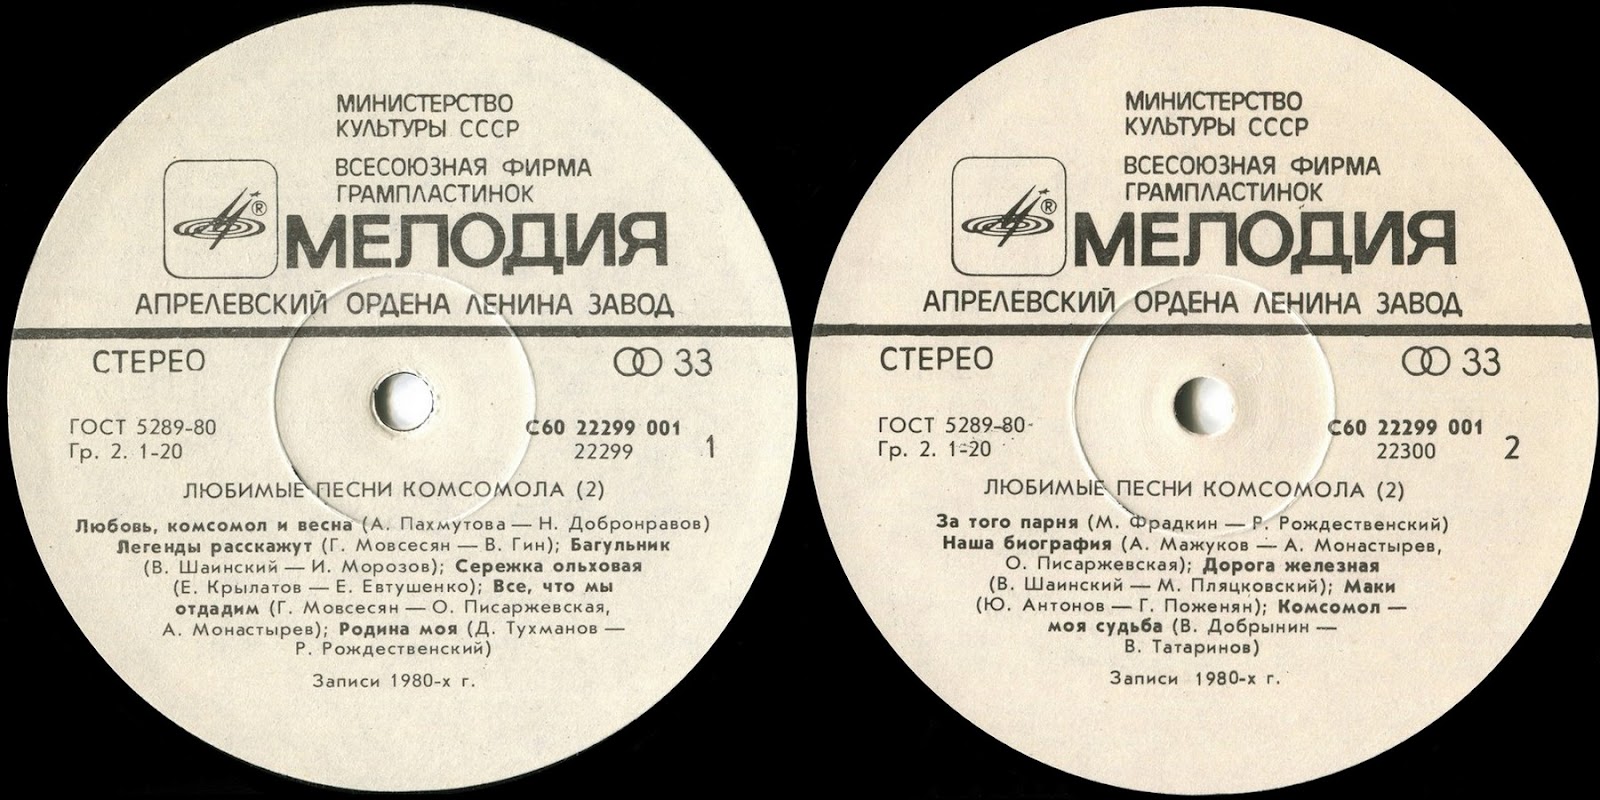 МИНИСТЕРСТВО
КУЛЬТУРЫ СССР
ВСЕСОЮЗНАЯ ФИРМА
ГРАМПЛАСТИНОК
®
МЕЛОДИЯ
АПРЕЛЕВСКИЙ ОРДЕНА ЛЕНИНА ЗАВОД
СТЕРЕО 33
ГОСТ 5289-80 С60 22299 001
Гр. 2. 1-20 22299 1
ЛЮБИМЫЕ ПЕСНИ КОМСОМОЛА (2)
Любовь, комсомол и весна (А. Пахмутова — Н. Добронравов)
Легенды расскажут (Г. Мовсесян — В. Гин); Багульник
(В. Шаинский — И. Морозов); Сережка ольховая
(Е. Крылатов — Е. Евтушенко); Все, что мы
отдадим (Г. Мовсесян — О. Писаржевская,
А. Монастырев); Родина моя (Д. Тухманов —
Р. Рождественский)
Записи 1980-х г.
МИНИСТЕРСТВО
КУЛЬТУРЫ СССР
ВСЕСОЮЗНАЯ ФИРМА
ГРАМПЛАСТИНОК
®
МЕЛОДИЯ
АПРЕЛЕВСКИЙ ОРДЕНА ЛЕНИНА ЗАВОД
СТЕРЕО 33
ГОСТ 5289-80 С60 22299 001
Гр. 2. 1-20 22300 2
ЛЮБИМЫЕ ПЕСНИ КОМСОМОЛА (2)
За того парня (М. Фрадкин — Р. Рождественский)
Наша биография (А. Мажуков — А. Монастырев,
О. Писаржевская); Дорога железная
(В. Шаинский — М. Пляцковский); Маки
(Ю. Антонов — Г. Поженян); Комсомол —
моя судьба (В. Добрынин —
В. Татаринов)
Записи 1980-х г.